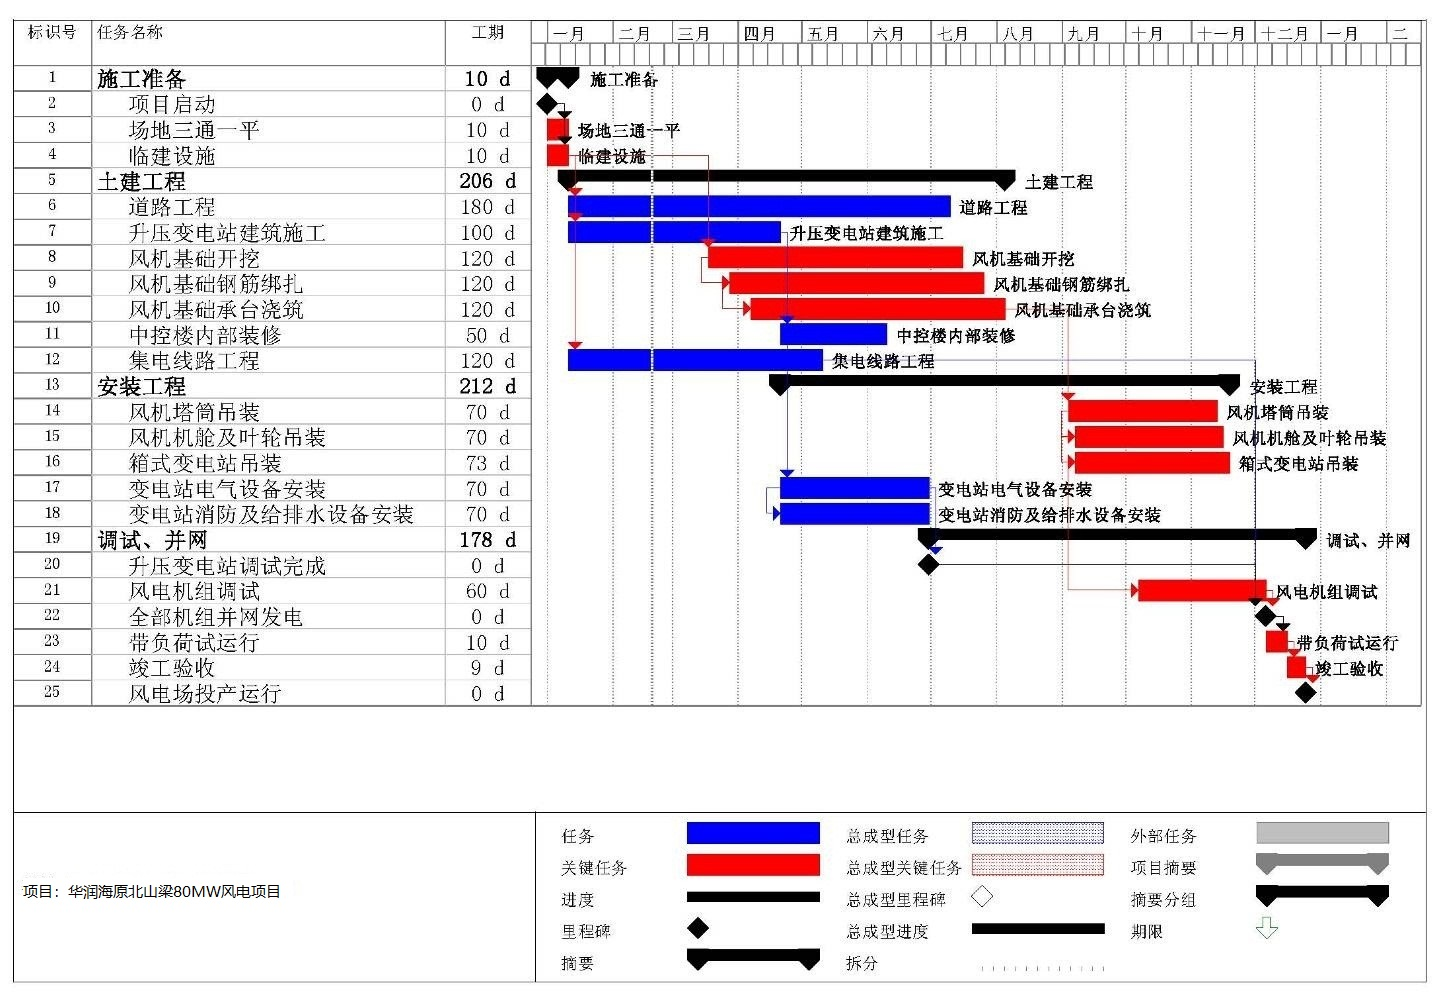 标识号 任务名称 工期 一月 二月 三月 四月 五月 六月 七月 八月 九月 十月 十一月 十二月 一月 二
1 施工准备 10 d 施工准备
2 项目启动 0 d
3 场地三通一平 10 d 场地三通一平
4 临建设施 10 d 临建设施
5 土建工程 206 d 土建工程
6 道路工程 180 d 道路工程
7 升压变电站建筑施工 100 d 升压变电站建筑施工
8 风机基础开挖 120 d 风机基础开挖
9 风机基础钢筋绑扎 120 d 风机基础钢筋绑扎
10 风机基础承台浇筑 120 d 风机基础承台浇筑
11 中控楼内部装修 50 d 中控楼内部装修
12 集电线路工程 120 d 集电线路工程
13 安装工程 212 d 安装工程
14 风机塔筒吊装 70 d 风机塔筒吊装
15 风机机舱及叶轮吊装 70 d 风机机舱及叶轮吊装
16 箱式变电站吊装 73 d 箱式变电站吊装
17 变电站电气设备安装 70 d 变电站电气设备安装
18 变电站消防及给排水设备安装 70 d 变电站消防及给排水设备安装
19 调试、并网 178 d 调试、并网
20 升压变电站调试完成 0 d
21 风电机组调试 60 d 风电机组调试
22 全部机组并网发电 0 d
23 带负荷试运行 10 d 带负荷试运行
24 竣工验收 9 d 竣工验收
25 风电场投产运行 0 d
项目：华润海原北山梁80MW风电项目
任务 总成型任务 外部任务
关键任务 总成型关键任务 项目摘要
进度 总成型里程碑 摘要分组
里程碑 总成型进度 期限
摘要 拆分